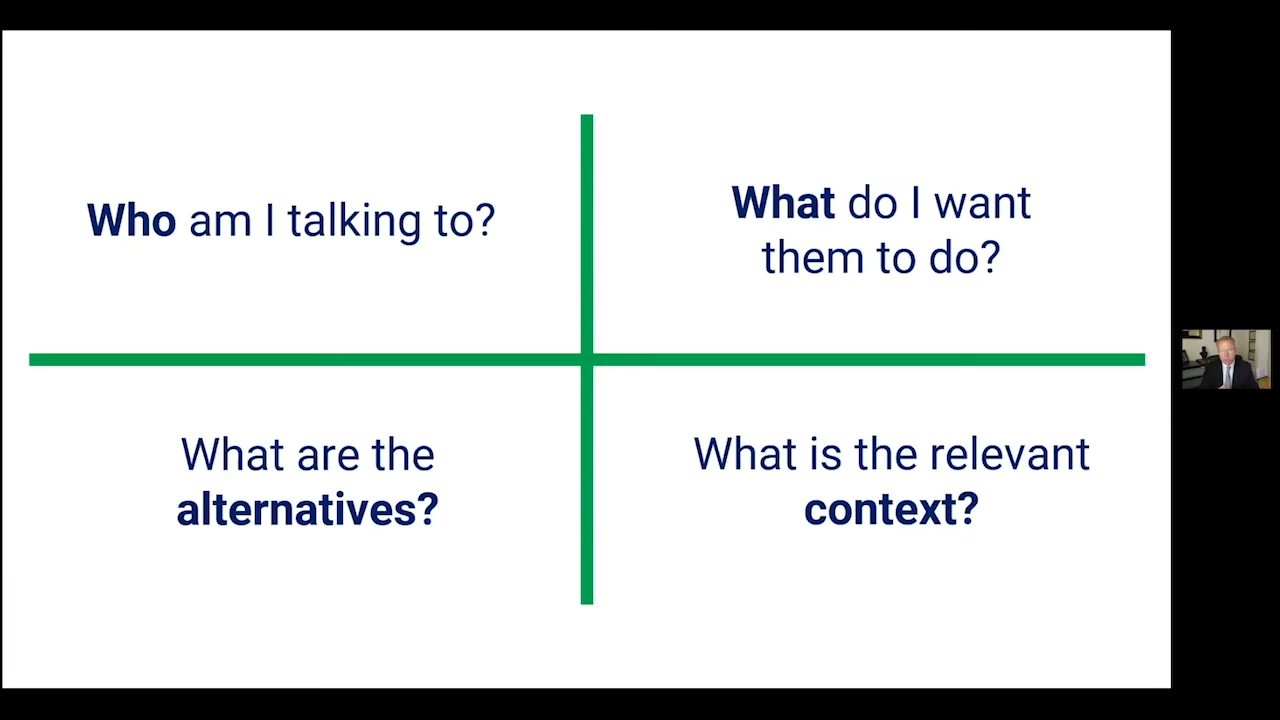 Who am I talking to?
What do I want
them to do?
What are the
alternatives?
What is the relevant
context?